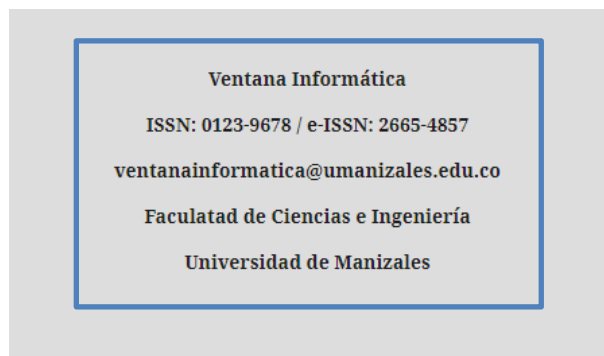 Ventana Informática
ISSN: 0123-9678 / e-ISSN: 2665-4857
ventanainformatica@umanizales.edu.co
Faculatad de Ciencias e Ingeniería
Universidad de Manizales